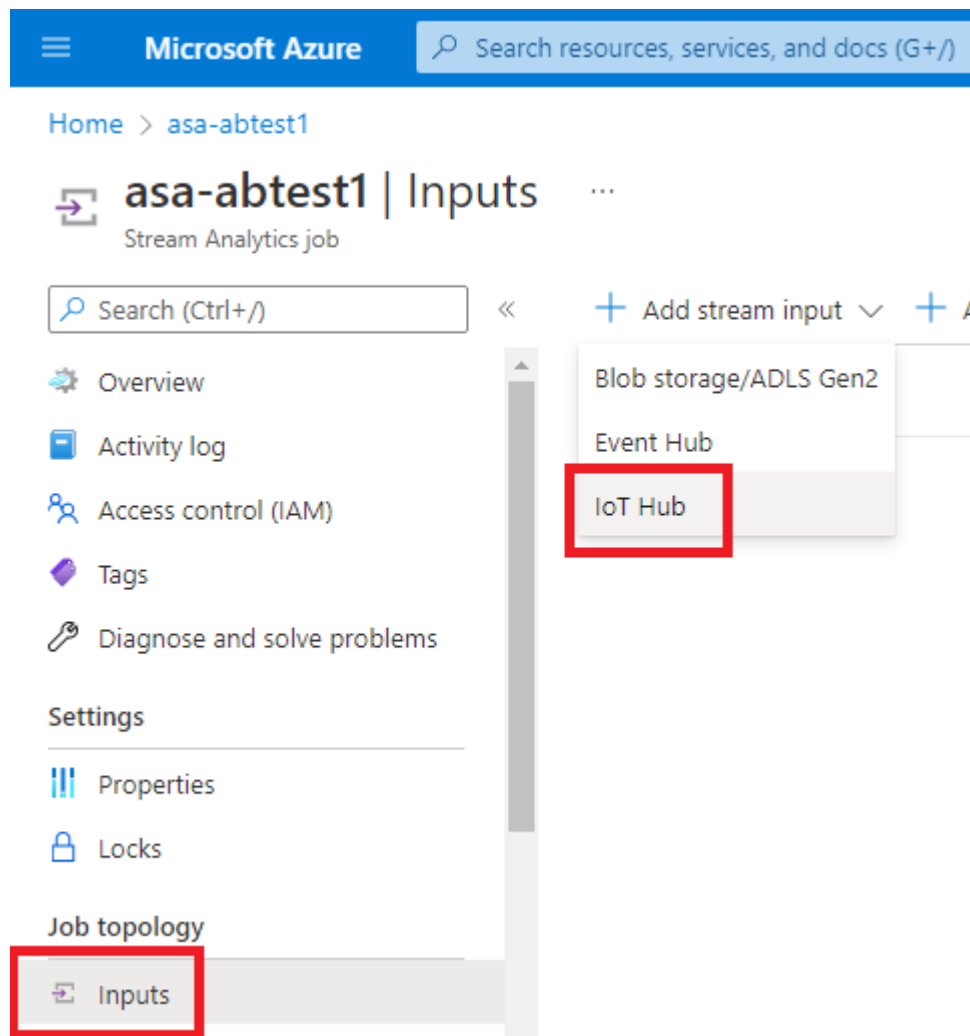 Microsoft Azure
Search resources, services, and docs (G+/)
Home > asa-abtest1
asa-abtest1 | Inputs ...
Stream Analytics job
Search (Ctrl+/)
«
+ Add stream input
+ A
Overview
Activity log
Access control (IAM)
Tags
Diagnose and solve problems
Settings
Properties
Locks
Job topology
Inputs
Blob storage/ADLS Gen2
Event Hub
IoT Hub